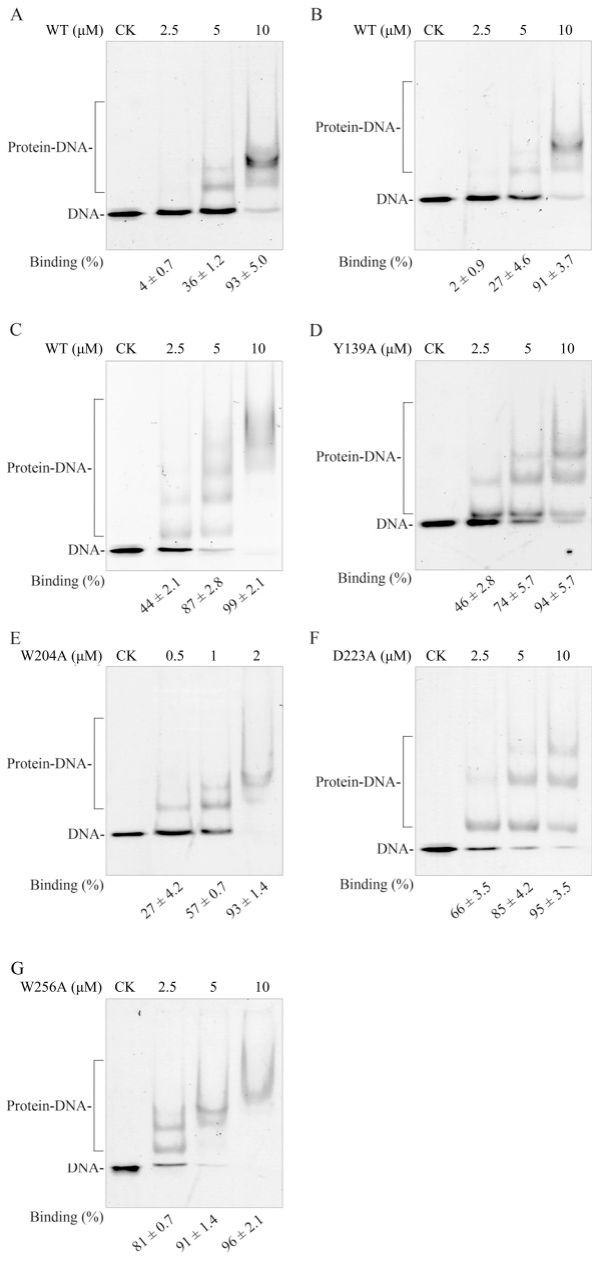 A
WT (μM) CK 2.5 5 10
Protein-DNA-
DNA-
Binding (%) 4 ± 0.7 36 ± 1.2 93 ± 5.0
B
WT (μM) CK 2.5 5 10
Protein-DNA-
DNA-
Binding (%) 2 ± 0.9 27 ± 4.6 91 ± 3.7
C
WT (μM) CK 2.5 5 10
Protein-DNA-
DNA-
Binding (%) 44 ± 2.1 87 ± 2.8 99 ± 2.1
D
Y139A (μM) CK 2.5 5 10
Protein-DNA-
DNA-
Binding (%) 46 ± 2.8 74 ± 5.7 94 ± 5.7
E
W204A (μM) CK 0.5 1 2
Protein-DNA-
DNA-
Binding (%) 27 ± 4.2 57 ± 0.7 93 ± 1.4
F
D223A (μM) CK 2.5 5 10
Protein-DNA-
DNA-
Binding (%) 66 ± 3.5 85 ± 4.2 95 ± 3.5
G
W256A (μM) CK 2.5 5 10
Protein-DNA-
DNA-
Binding (%) 81 ± 0.7 91 ± 1.4 96 ± 2.1